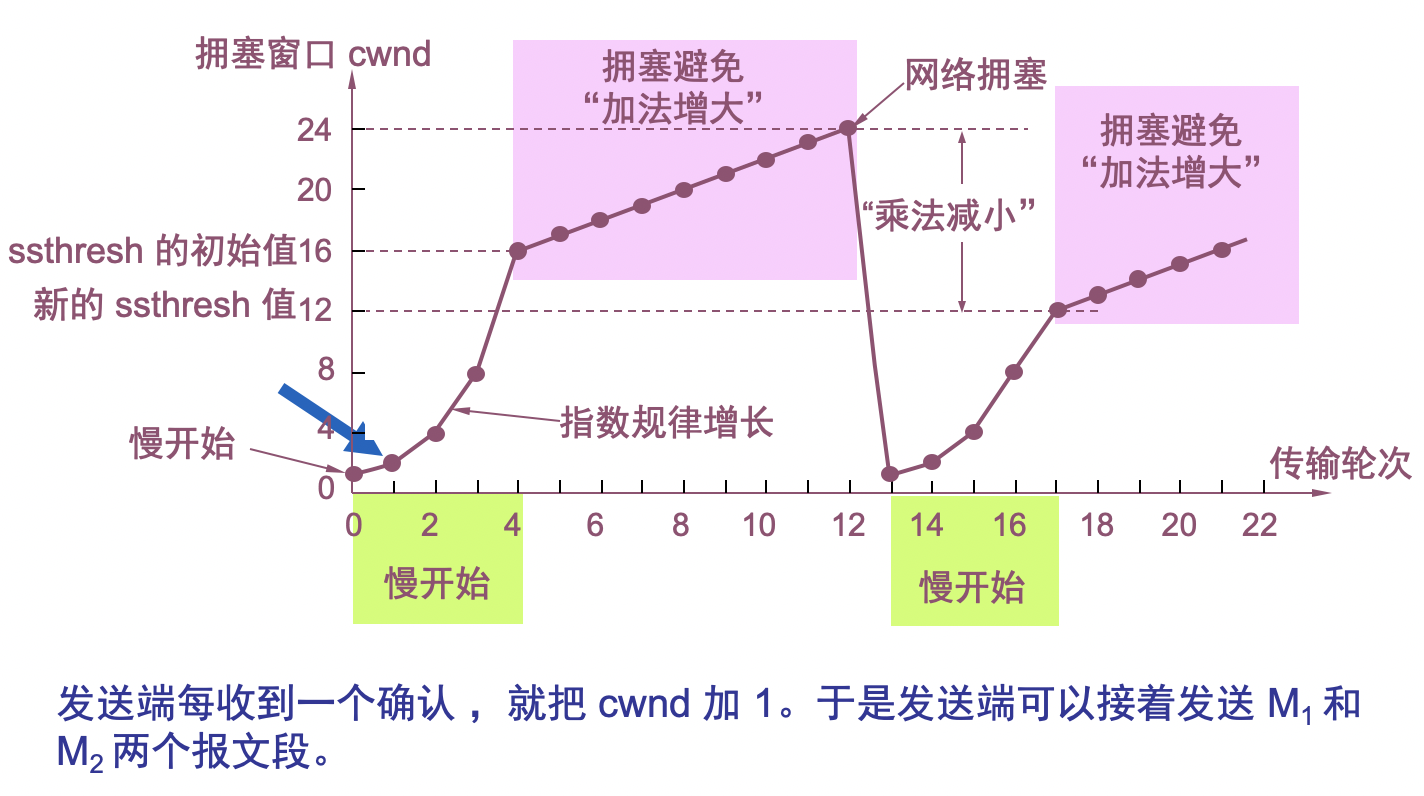 拥塞窗口 cwnd
拥塞避免
“加法增大”
网络拥塞
24
拥塞避免
“加法增大”
20
“乘法减小”
ssthresh 的初始值 16
新的 ssthresh 值 12
8
4
指数规律增长
慢开始
传输轮次
0
0 2 4 6 8 10 12 14 16 18 20 22
慢开始
慢开始
发送端每收到一个确认 ，就把 cwnd 加 1。于是发送端可以接着发送 M₁ 和
M₂ 两个报文段。